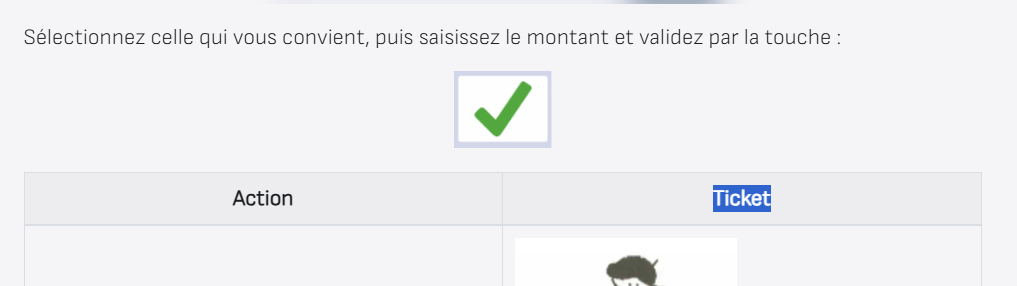 Sélectionnez celle qui vous convient, puis saisissez le montant et validez par la touche :
Action
Ticket